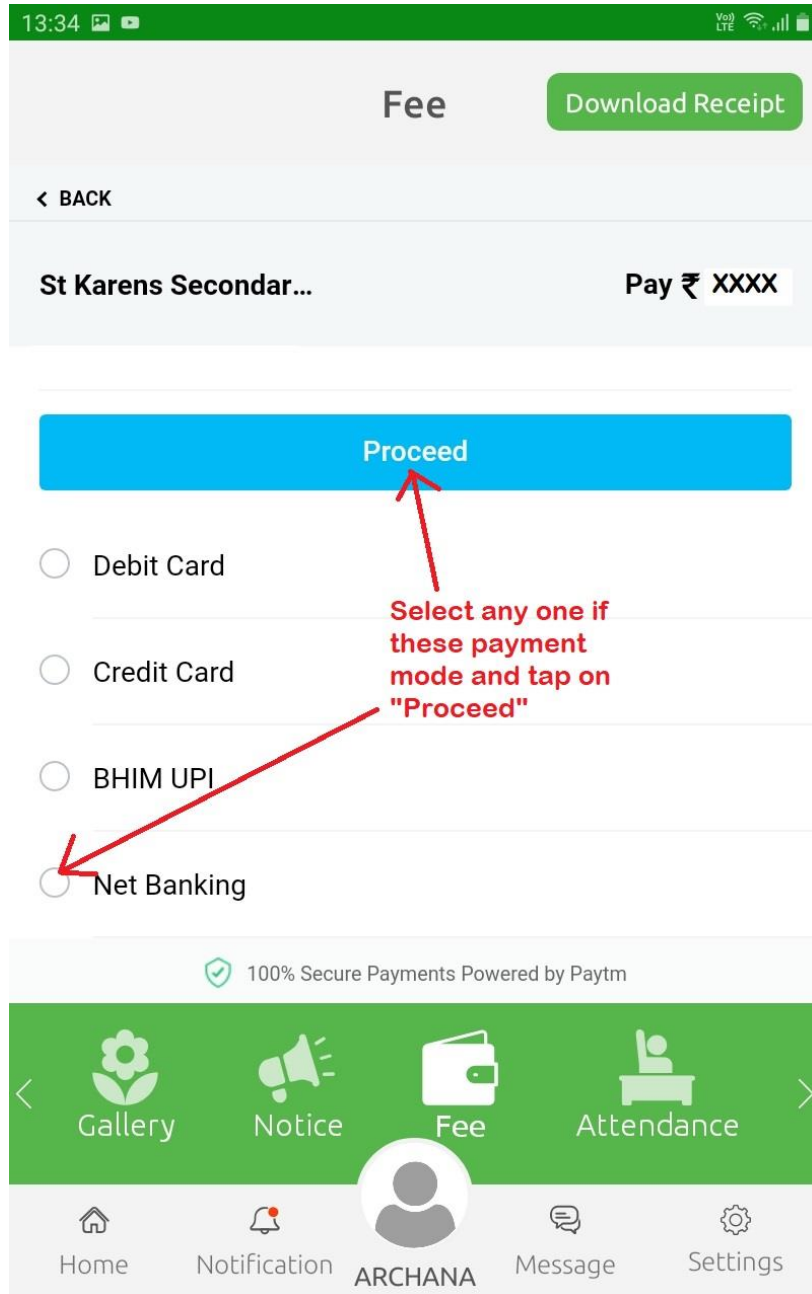 13:34
Vo))
LTE
Fee
Download Receipt
< BACK
St Karens Secondar...
Pay ₹ XXXX
Proceed
Debit Card
Select any one if
these payment
mode and tap on
"Proceed"
Credit Card
BHIM UPI
Net Banking
100% Secure Payments Powered by Paytm
Gallery
Notice
Fee
Attendance
Home
Notification
ARCHANA
Message
Settings